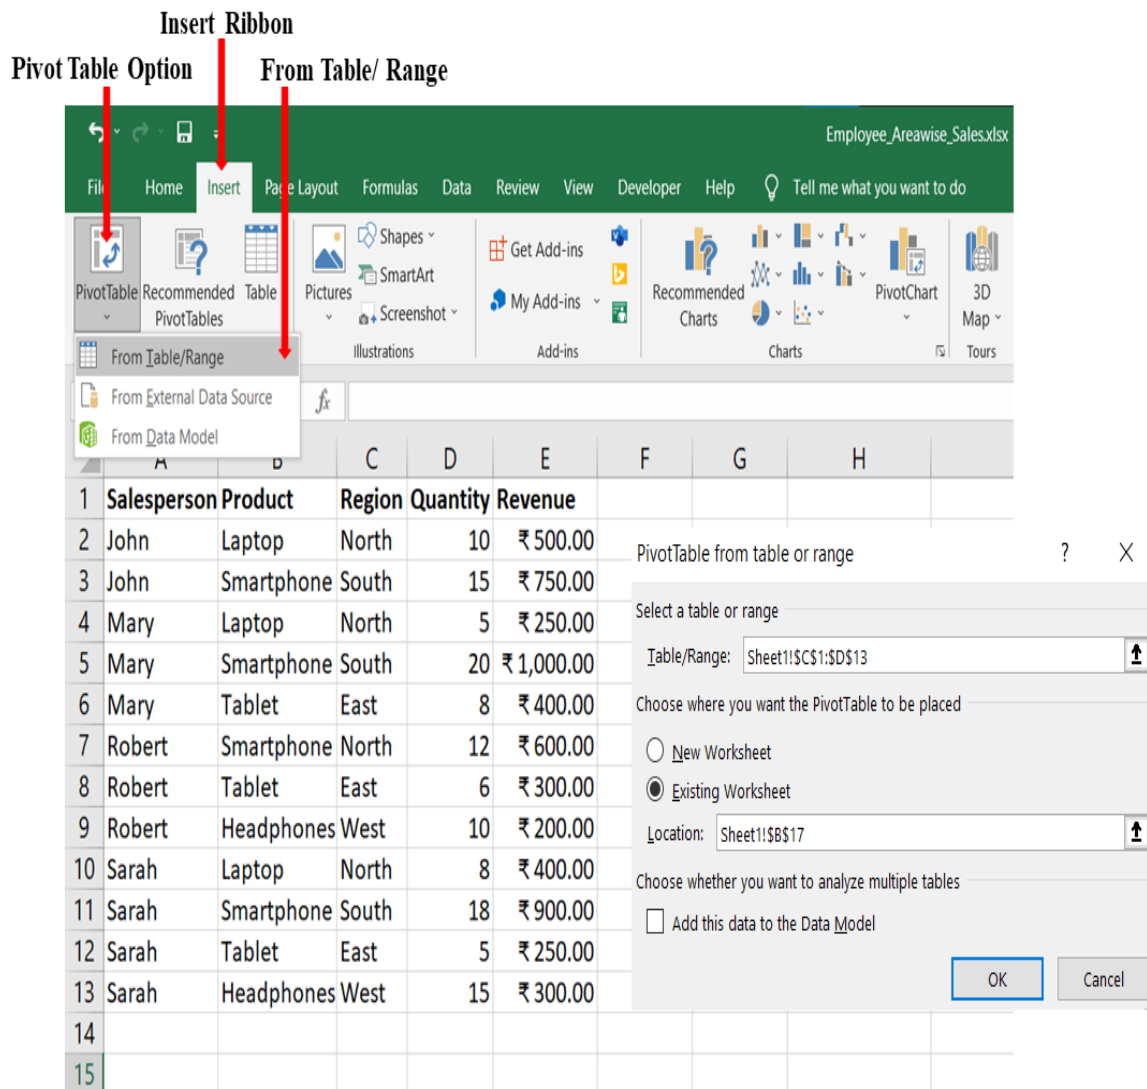 Insert Ribbon
Pivot Table Option
From Table/ Range
Employee_Areawise_Sales.xlsx
File Home Insert Page Layout Formulas Data Review View Developer Help Tell me what you want to do
PivotTable
Recommended PivotTables
Table
Pictures
Shapes
SmartArt
Screenshot
Illustrations
Get Add-ins
My Add-ins
Add-ins
Recommended Charts
PivotChart
Charts
3D Map
Tours
From Table/Range
From External Data Source
From Data Model
fx
A B C D E F G H
1 Salesperson Product Region Quantity Revenue
2 John Laptop North 10 ₹ 500.00
3 John Smartphone South 15 ₹ 750.00
4 Mary Laptop North 5 ₹ 250.00
5 Mary Smartphone South 20 ₹ 1,000.00
6 Mary Tablet East 8 ₹ 400.00
7 Robert Smartphone North 12 ₹ 600.00
8 Robert Tablet East 6 ₹ 300.00
9 Robert Headphones West 10 ₹ 200.00
10 Sarah Laptop North 8 ₹ 400.00
11 Sarah Smartphone South 18 ₹ 900.00
12 Sarah Tablet East 5 ₹ 250.00
13 Sarah Headphones West 15 ₹ 300.00
14
15
PivotTable from table or range ? X
Select a table or range
Table/Range: Sheet1!$C$1:$D$13
Choose where you want the PivotTable to be placed
New Worksheet
Existing Worksheet
Location: Sheet1!$B$17
Choose whether you want to analyze multiple tables
Add this data to the Data Model
OK Cancel